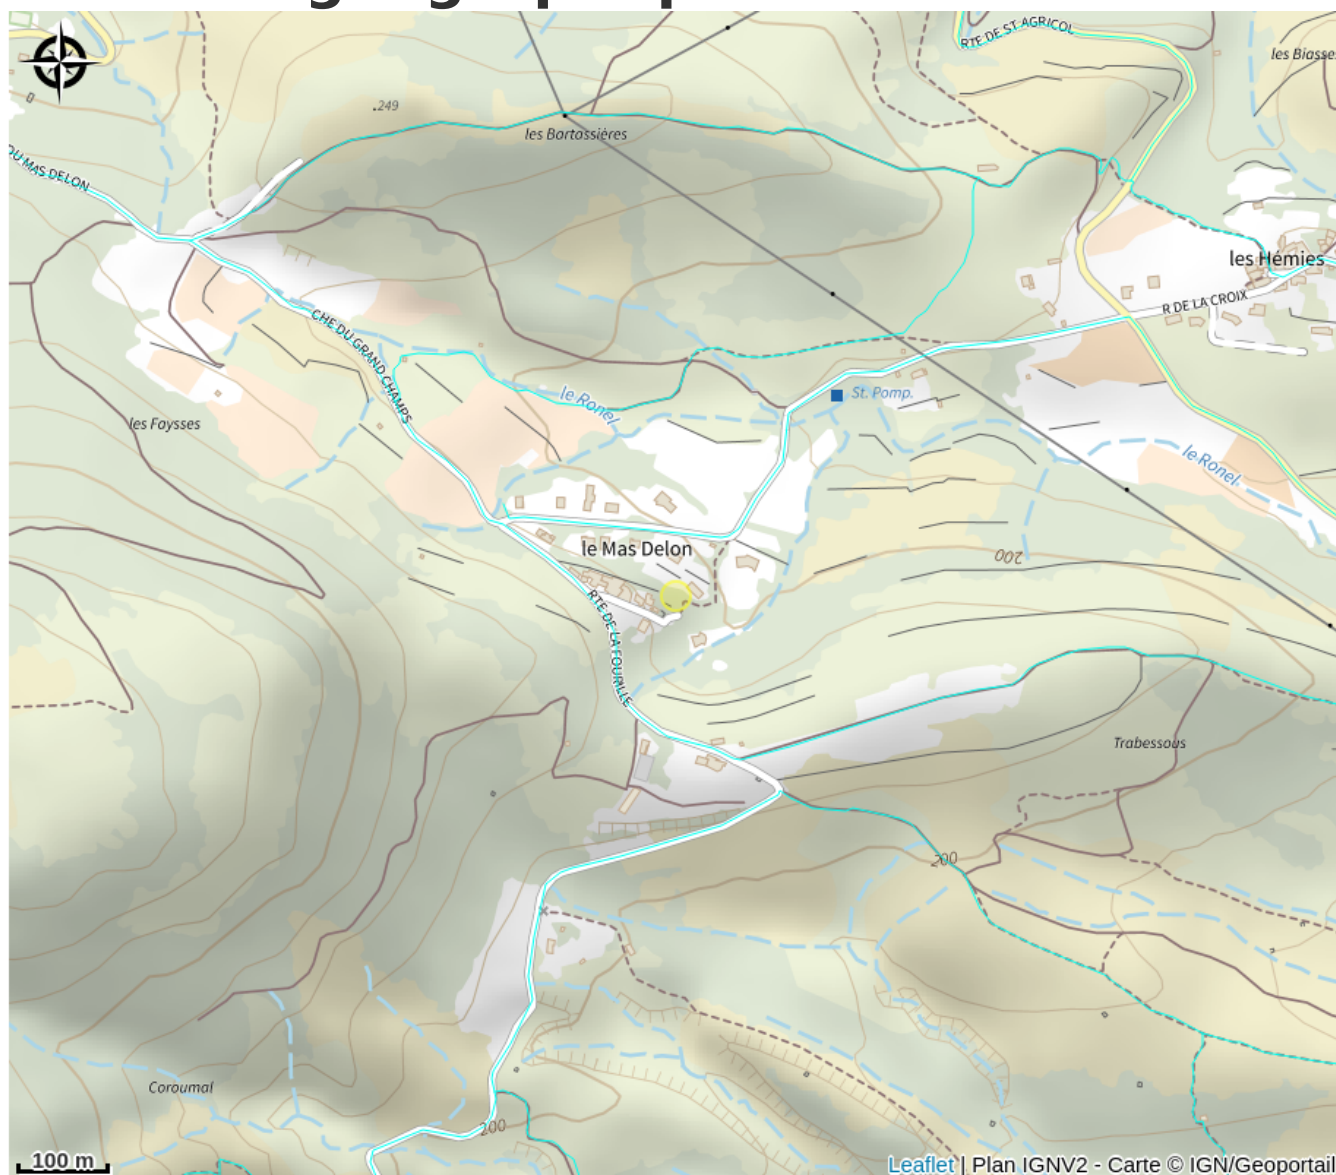 RTE DE ST AGRICOL
les Biasse
.249
les Bartassières
DU MAS DELON
les Hémies
R DE LA CROIX
CHE DU GRAND CHAMPS
le Ronel
St. Pomp.
les Faysses
le Ronel
le Mas Delon
200
RTE DE LA FOURILLE
Trabessous
200
Coroumal
200
100 m
Leaflet | Plan IGNV2 - Carte © IGN/Geoportail